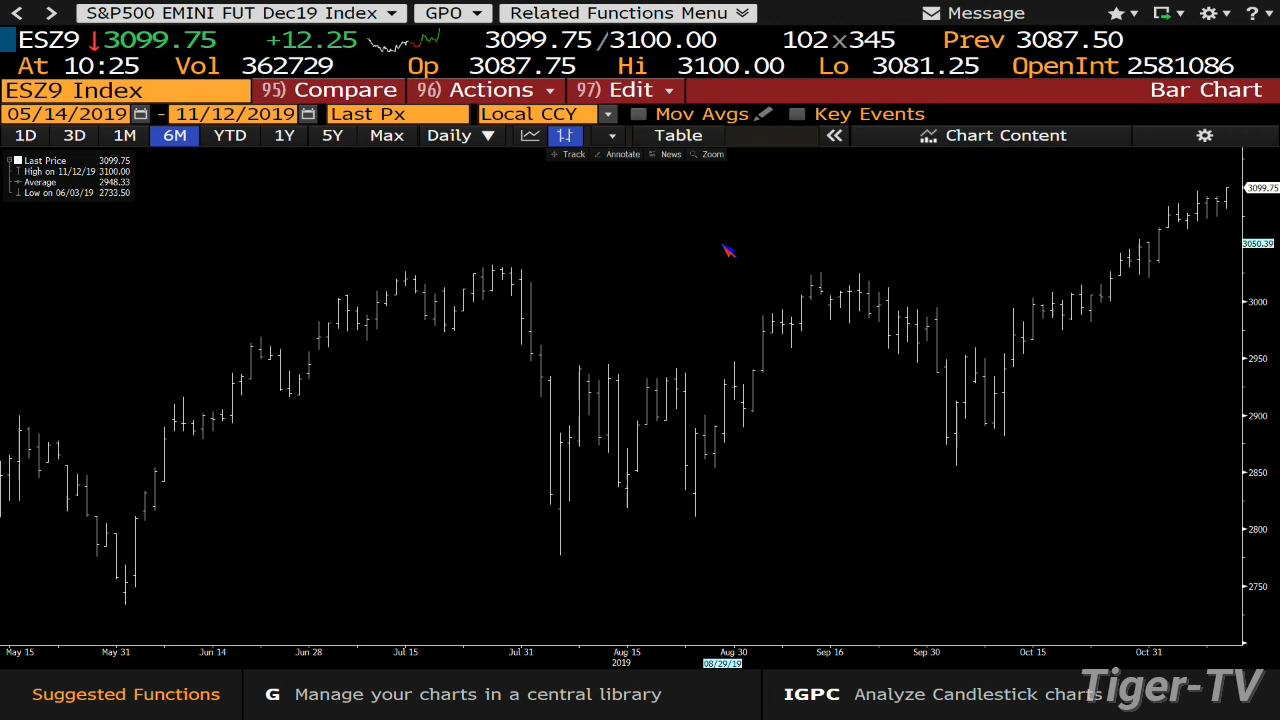 S&P500 EMINI FUT Dec19 Index GPO Related Functions Menu Message ?
ESZ9 ↓3099.75 +12.25 3099.75/3100.00 102x345 Prev 3087.50
At 10:25 Vol 362729 Op 3087.75 Hi 3100.00 Lo 3081.25 OpenInt 2581086
ESZ9 Index 95) Compare 96) Actions 97) Edit Bar Chart
05/14/2019 - 11/12/2019 Last Px Local CCY Mov Avgs Key Events
1D 3D 1M 6M YTD 1Y 5Y Max Daily ▼ Table « Chart Content
Track Annotate News Zoom
Last Price 3099.75
High on 11/12/19 3100.00
Average 2948.33
Low on 06/03/19 2733.50
3099.75
3050.39
3000
2950
2900
2850
2800
2750
May 15 May 31 Jun 14 Jun 28 Jul 15 Jul 31 Aug 15 Aug 30 Sep 16 Sep 30 Oct 15 Oct 31
2019 08/29/19
Suggested Functions G Manage your charts in a central library IGPC Analyze Candlestick charts
Tiger-TV